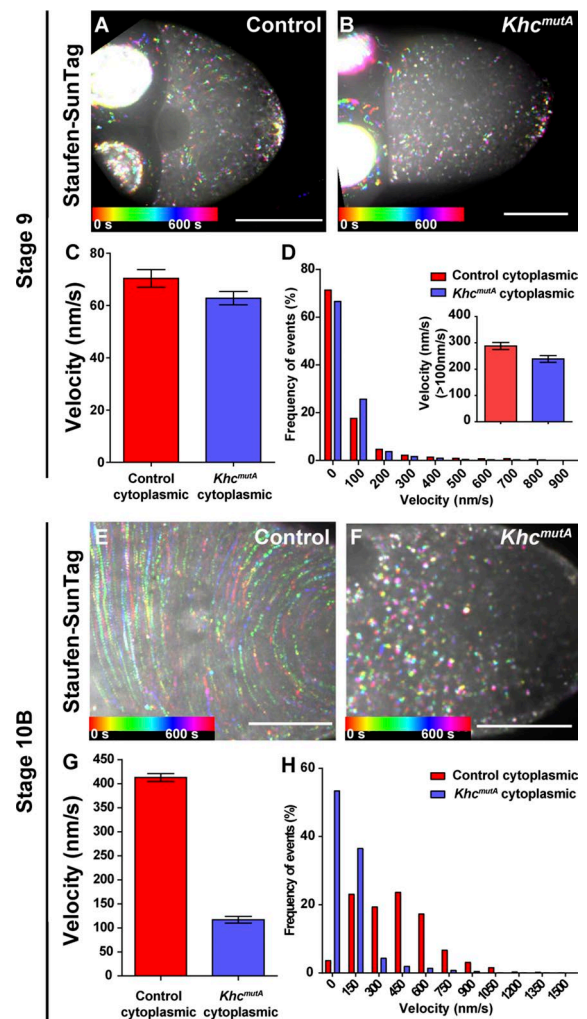 Stage 9
Staufen-SunTag
A
Control
0 s
600 s
B
Khc^mutA
0 s
600 s
C
Velocity (nm/s)
80
60
40
20
0
Control
cytoplasmic
Khc^mutA
cytoplasmic
D
Frequency of events (%)
80
60
40
20
0
Control cytoplasmic
Khc^mutA cytoplasmic
Velocity (nm/s)
(>100nm/s)
400
300
200
100
0
0 100 200 300 400 500 600 700 800 900
Velocity (nm/s)
Stage 10B
Staufen-SunTag
E
Control
0 s
600 s
F
Khc^mutA
0 s
600 s
G
Velocity (nm/s)
450
400
350
300
250
200
150
100
50
0
Control
cytoplasmic
Khc^mutA
cytoplasmic
H
Frequency of events (%)
60
40
20
0
Control cytoplasmic
Khc^mutA cytoplasmic
0 150 300 450 600 750 900 1050 1200 1350 1500
Velocity (nm/s)